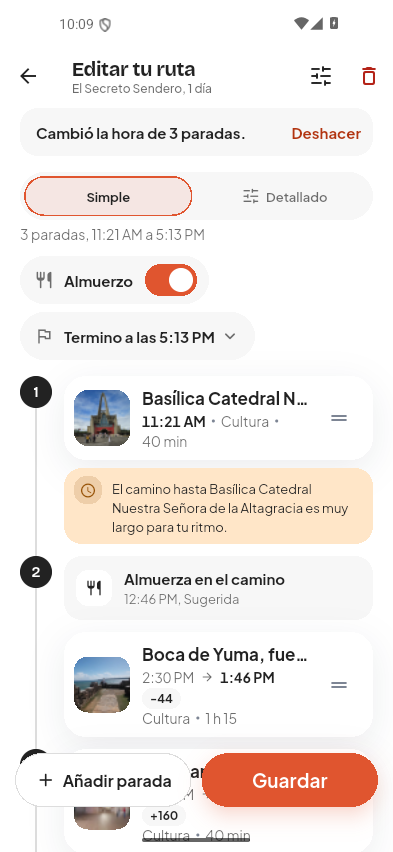 10:09
Editar tu ruta
El Secreto Sendero, 1 día
Cambió la hora de 3 paradas.
Deshacer
Simple
Detallado
3 paradas, 11:21 AM a 5:13 PM
Almuerzo
Termino a las 5:13 PM
1
Basílica Catedral N...
11:21 AM • Cultura •
40 min
El camino hasta Basílica Catedral
Nuestra Señora de la Altagracia es muy
largo para tu ritmo.
2
Almuerza en el camino
12:46 PM, Sugerida
Boca de Yuma, fue...
2:30 PM → 1:46 PM
-44
Cultura • 1 h 15
+ Añadir parada
Guardar
+160
Cultura • 40 min